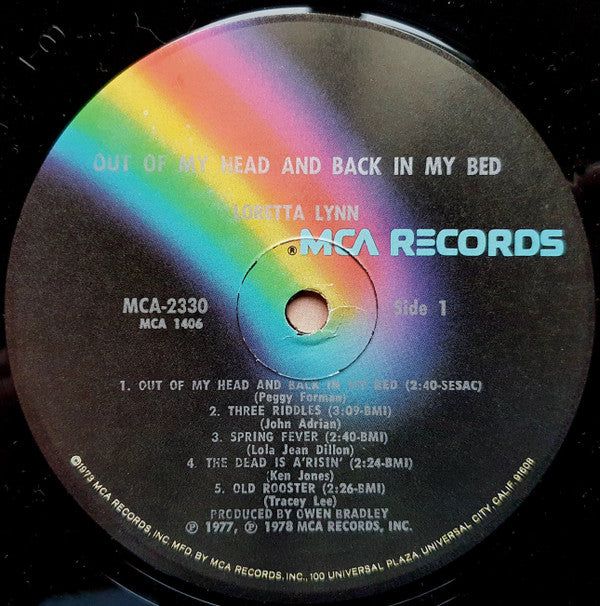 OUT OF MY HEAD AND BACK IN MY BED
LORETTA LYNN
® MCA RECORDS
MCA-2330
MCA 1406
Side 1
1. OUT OF MY HEAD AND BACK IN MY BED (2:40-SESAC)
(Peggy Forman)
2. THREE RIDDLES (3:09-BMI)
(John Adrian)
3. SPRING FEVER (2:40-BMI)
(Lola Jean Dillon)
4. THE DEAD IS A'RISIN' (2:24-BMI)
(Ken Jones)
5. OLD ROOSTER (2:26-BMI)
(Tracey Lee)
PRODUCED BY OWEN BRADLEY
℗ 1977, ℗ 1978 MCA RECORDS, INC.
©1973 MCA RECORDS, INC. MFD. BY MCA RECORDS, INC., 100 UNIVERSAL PLAZA, UNIVERSAL CITY, CALIF. 91608